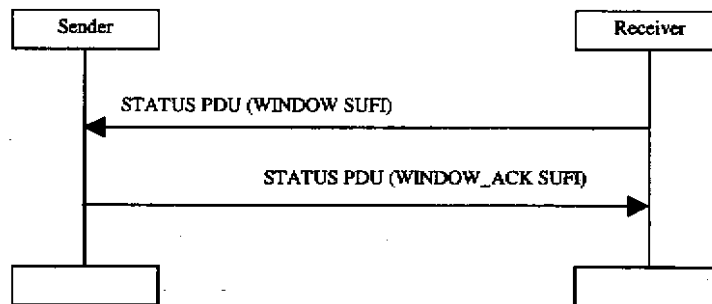 Sender
Receiver
STATUS PDU (WINDOW SUFI)
STATUS PDU (WINDOW_ACK SUFI)